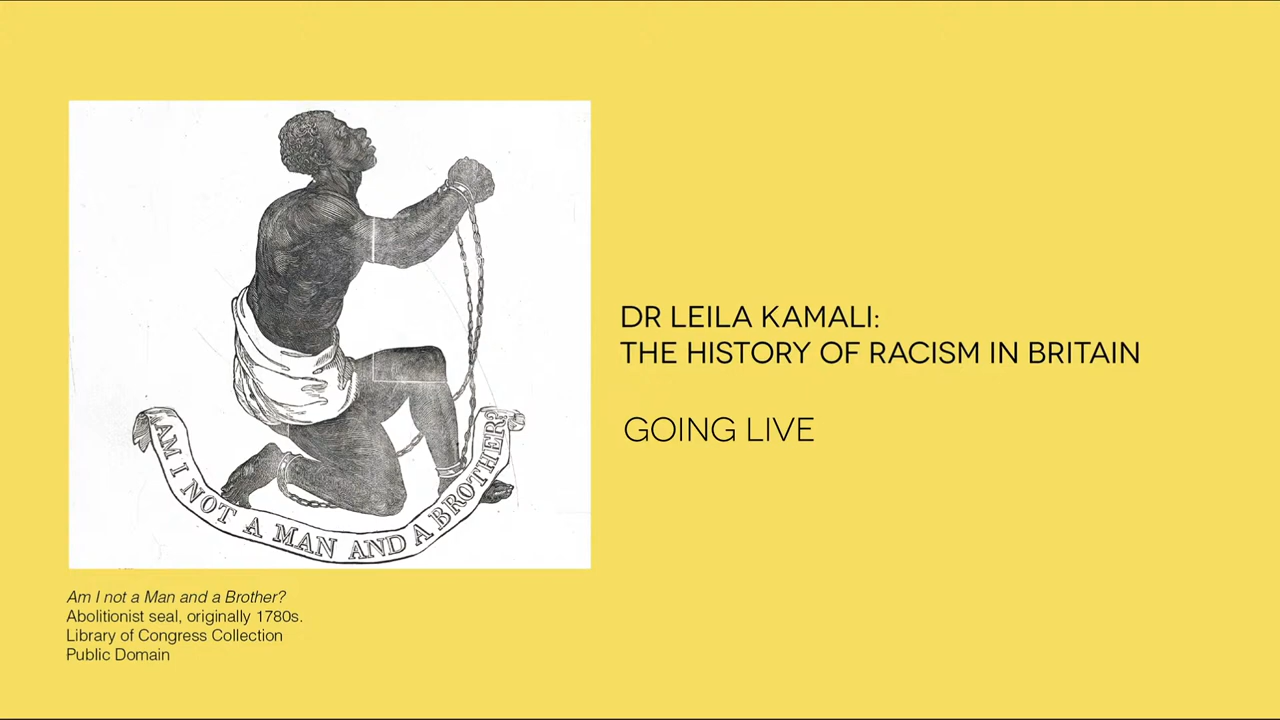 AM I NOT A MAN AND A BROTHER?
DR LEILA KAMALI:
THE HISTORY OF RACISM IN BRITAIN
GOING LIVE
Am I not a Man and a Brother?
Abolitionist seal, originally 1780s.
Library of Congress Collection
Public Domain